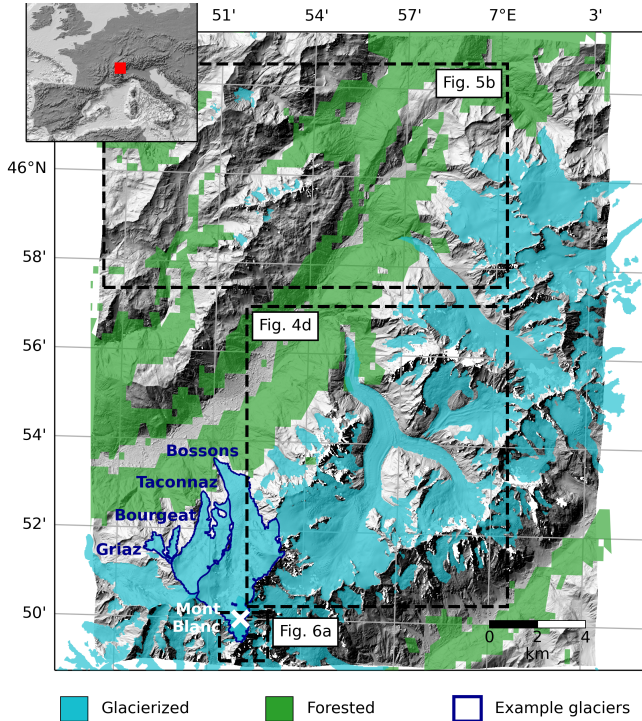 51' 54' 57' 7°E 3'
Fig. 5b
46°N
58'
Fig. 4d
56'
54'
Bossons
Taconnaz
52'
Bourgeat
Griaz
50'
Mont
Blanc
Fig. 6a
0 2 4
km
Glacierized Forested Example glaciers